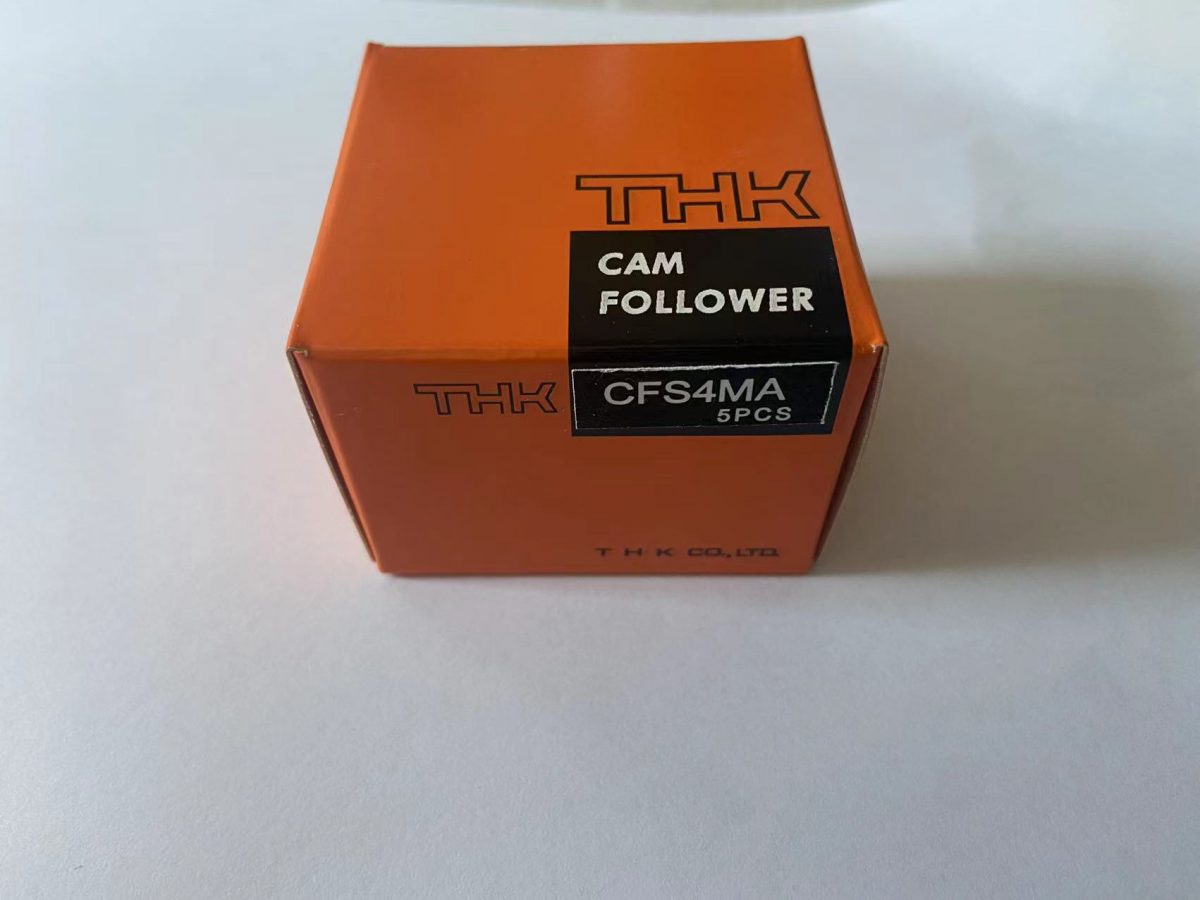 THK
CAM
FOLLOWER
THK
CFS4MA
5PCS
T H K CO., LTD.